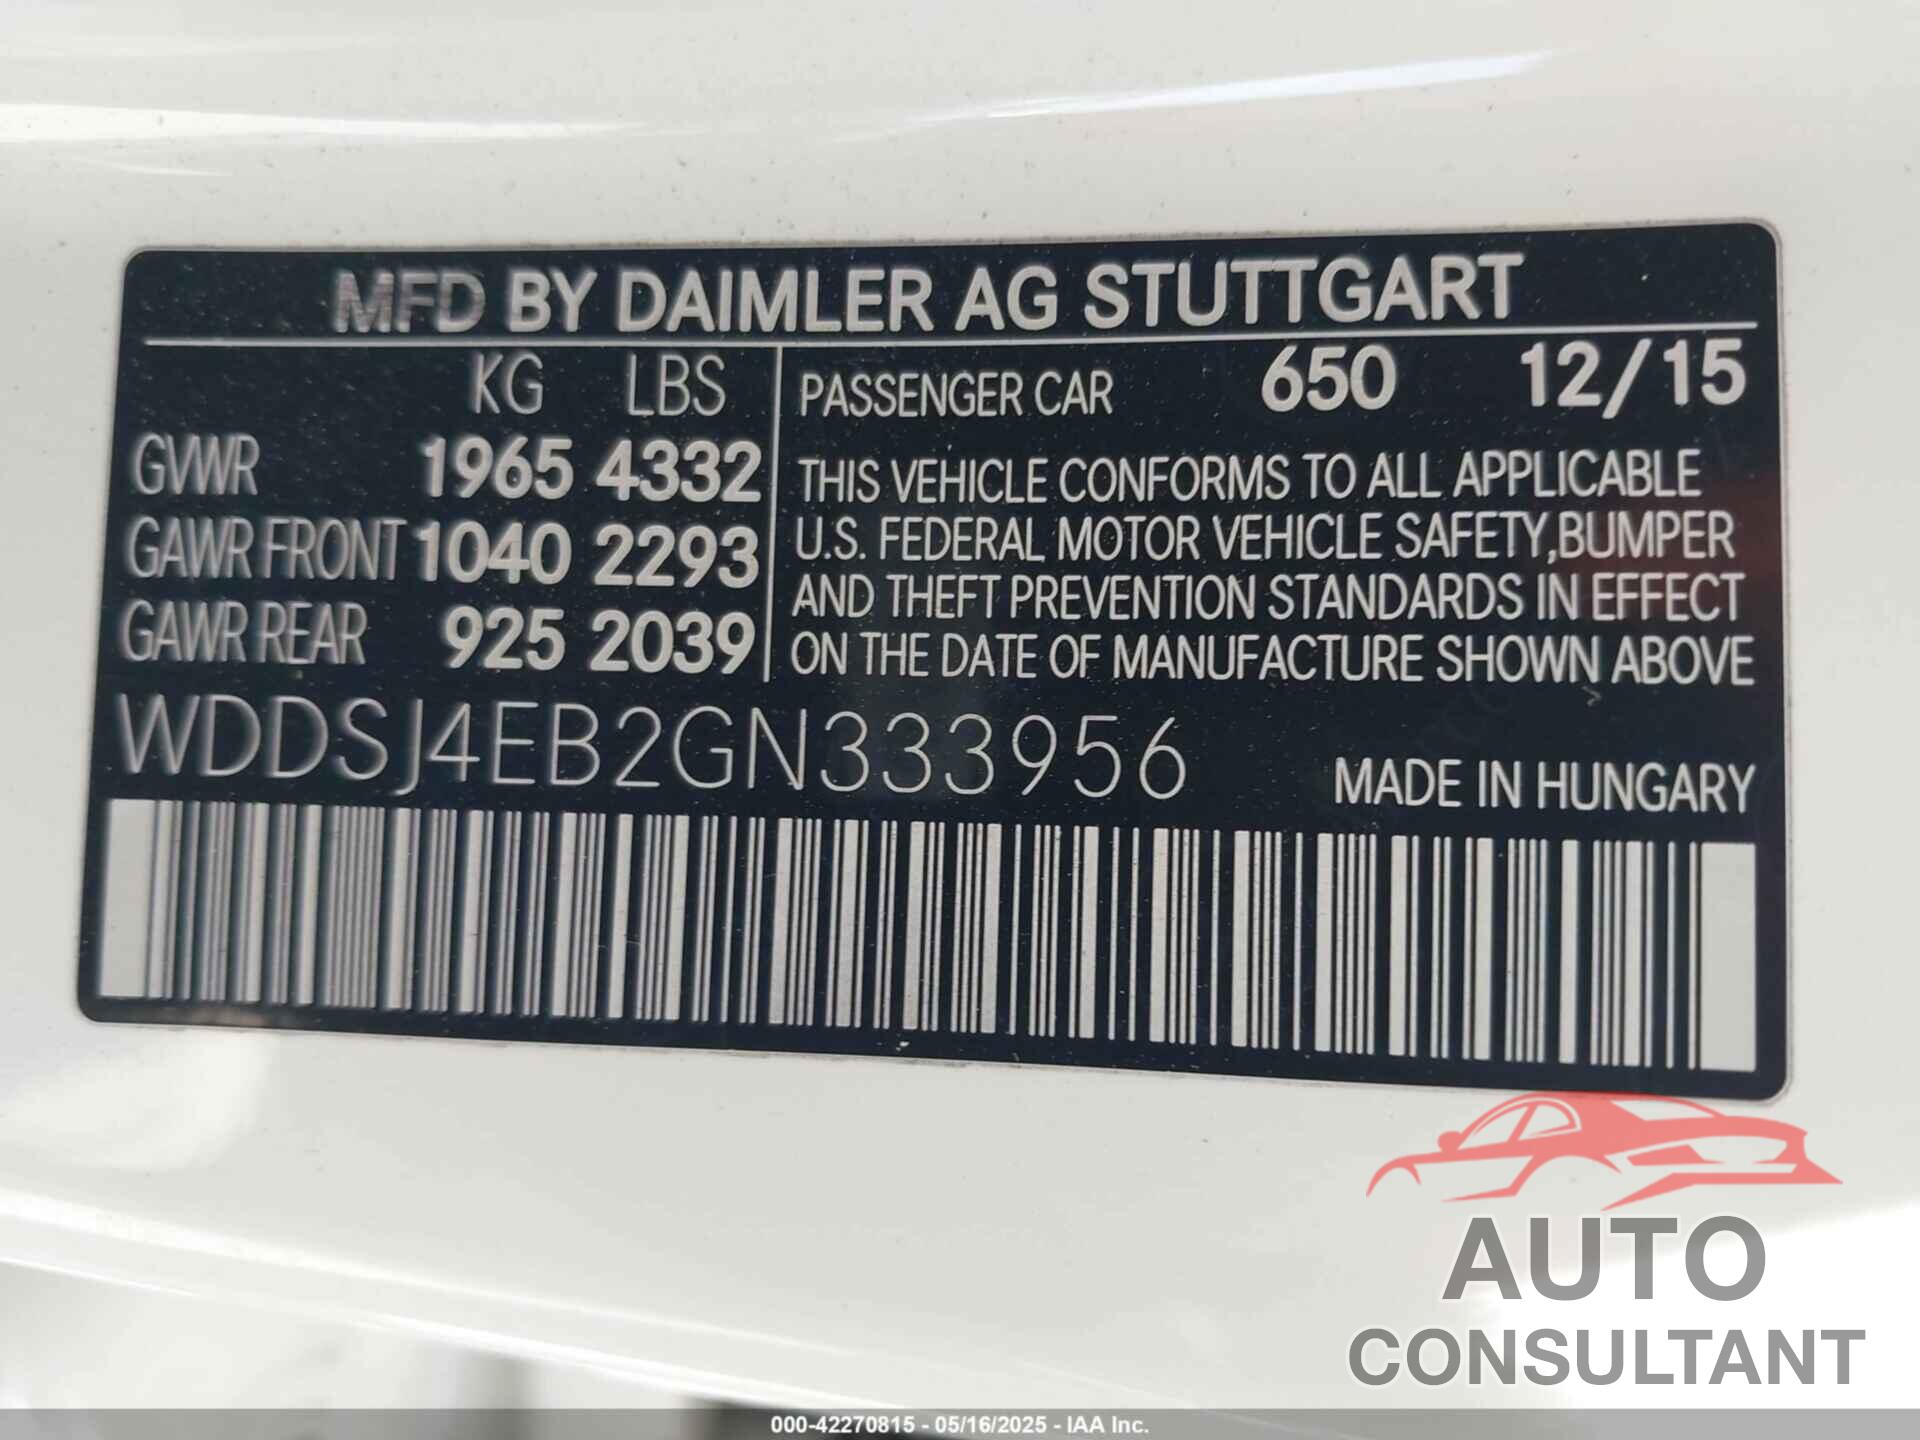 MFD BY DAIMLER AG STUTTGART
KG LBS
GVWR 1965 4332
GAWR FRONT 1040 2293
GAWR REAR 925 2039
PASSENGER CAR 650 12/15
THIS VEHICLE CONFORMS TO ALL APPLICABLE
U.S. FEDERAL MOTOR VEHICLE SAFETY,BUMPER
AND THEFT PREVENTION STANDARDS IN EFFECT
ON THE DATE OF MANUFACTURE SHOWN ABOVE
WDDSJ4EB2GN333956
MADE IN HUNGARY
AUTO
CONSULTANT
000-42270815 - 05/16/2025 - IAA Inc.